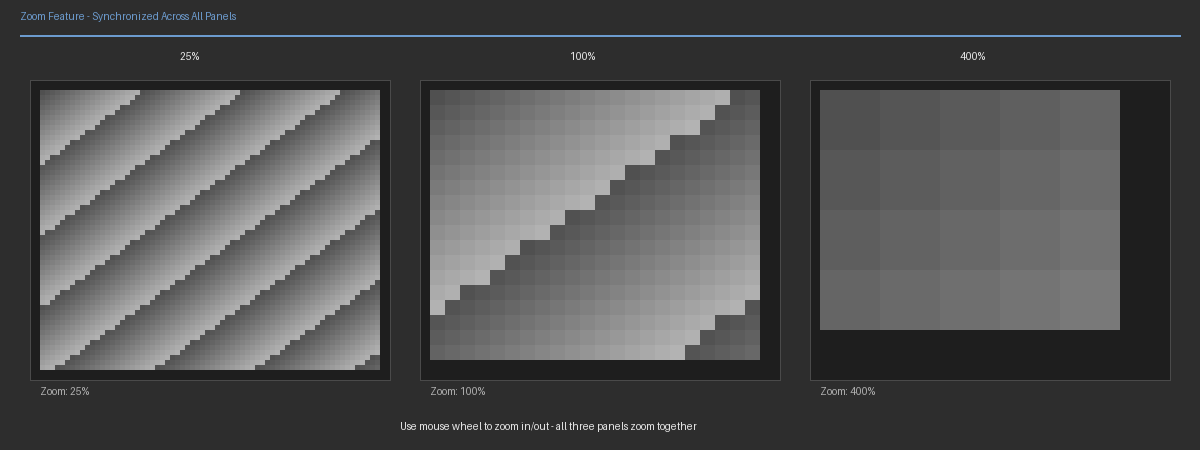 Zoom Feature - Synchronized Across All Panels
25%
100%
400%
Zoom: 25%
Zoom: 100%
Zoom: 400%
Use mouse wheel to zoom in/out - all three panels zoom together